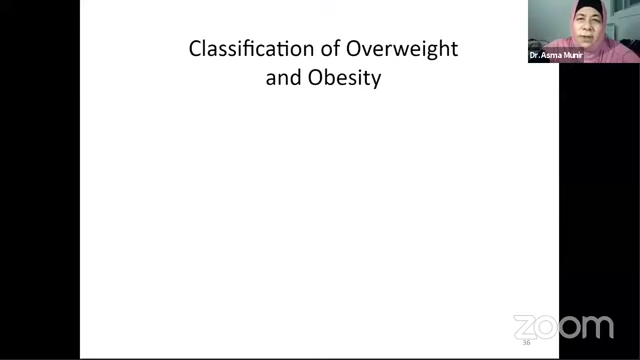 Classification of Overweight
and Obesity
Dr. Asma Munir
zoom
36